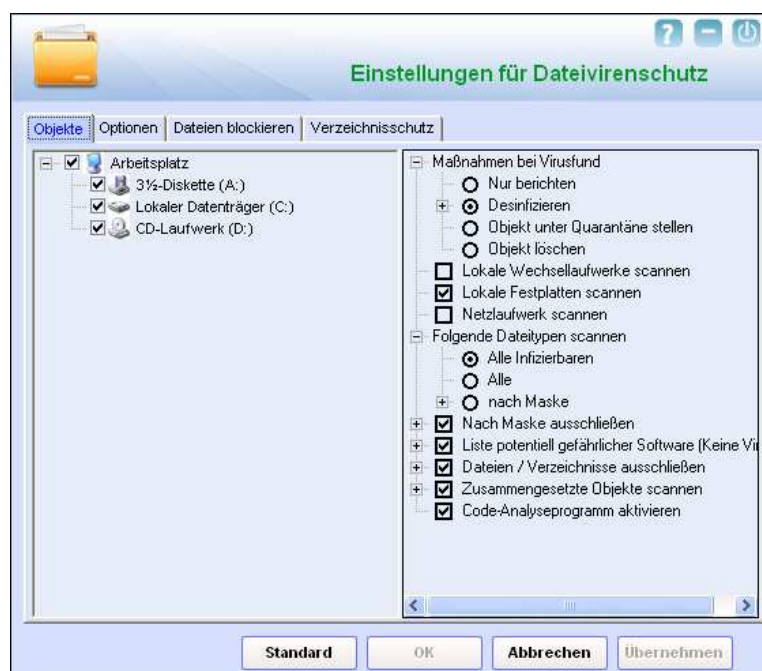 ?
Einstellungen für Dateivirenschutz
Objekte
Optionen
Dateien blockieren
Verzeichnisschutz
Arbeitsplatz
3½-Diskette (A:)
Lokaler Datenträger (C:)
CD-Laufwerk (D:)
Maßnahmen bei Virusfund
Nur berichten
Desinfizieren
Objekt unter Quarantäne stellen
Objekt löschen
Lokale Wechsellaufwerke scannen
Lokale Festplatten scannen
Netzlaufwerk scannen
Folgende Dateitypen scannen
Alle Infizierbaren
Alle
nach Maske
Nach Maske ausschließen
Liste potentiell gefährlicher Software (Keine Vi
Dateien / Verzeichnisse ausschließen
Zusammengesetzte Objekte scannen
Code-Analyseprogramm aktivieren
Standard
OK
Abbrechen
Übernehmen